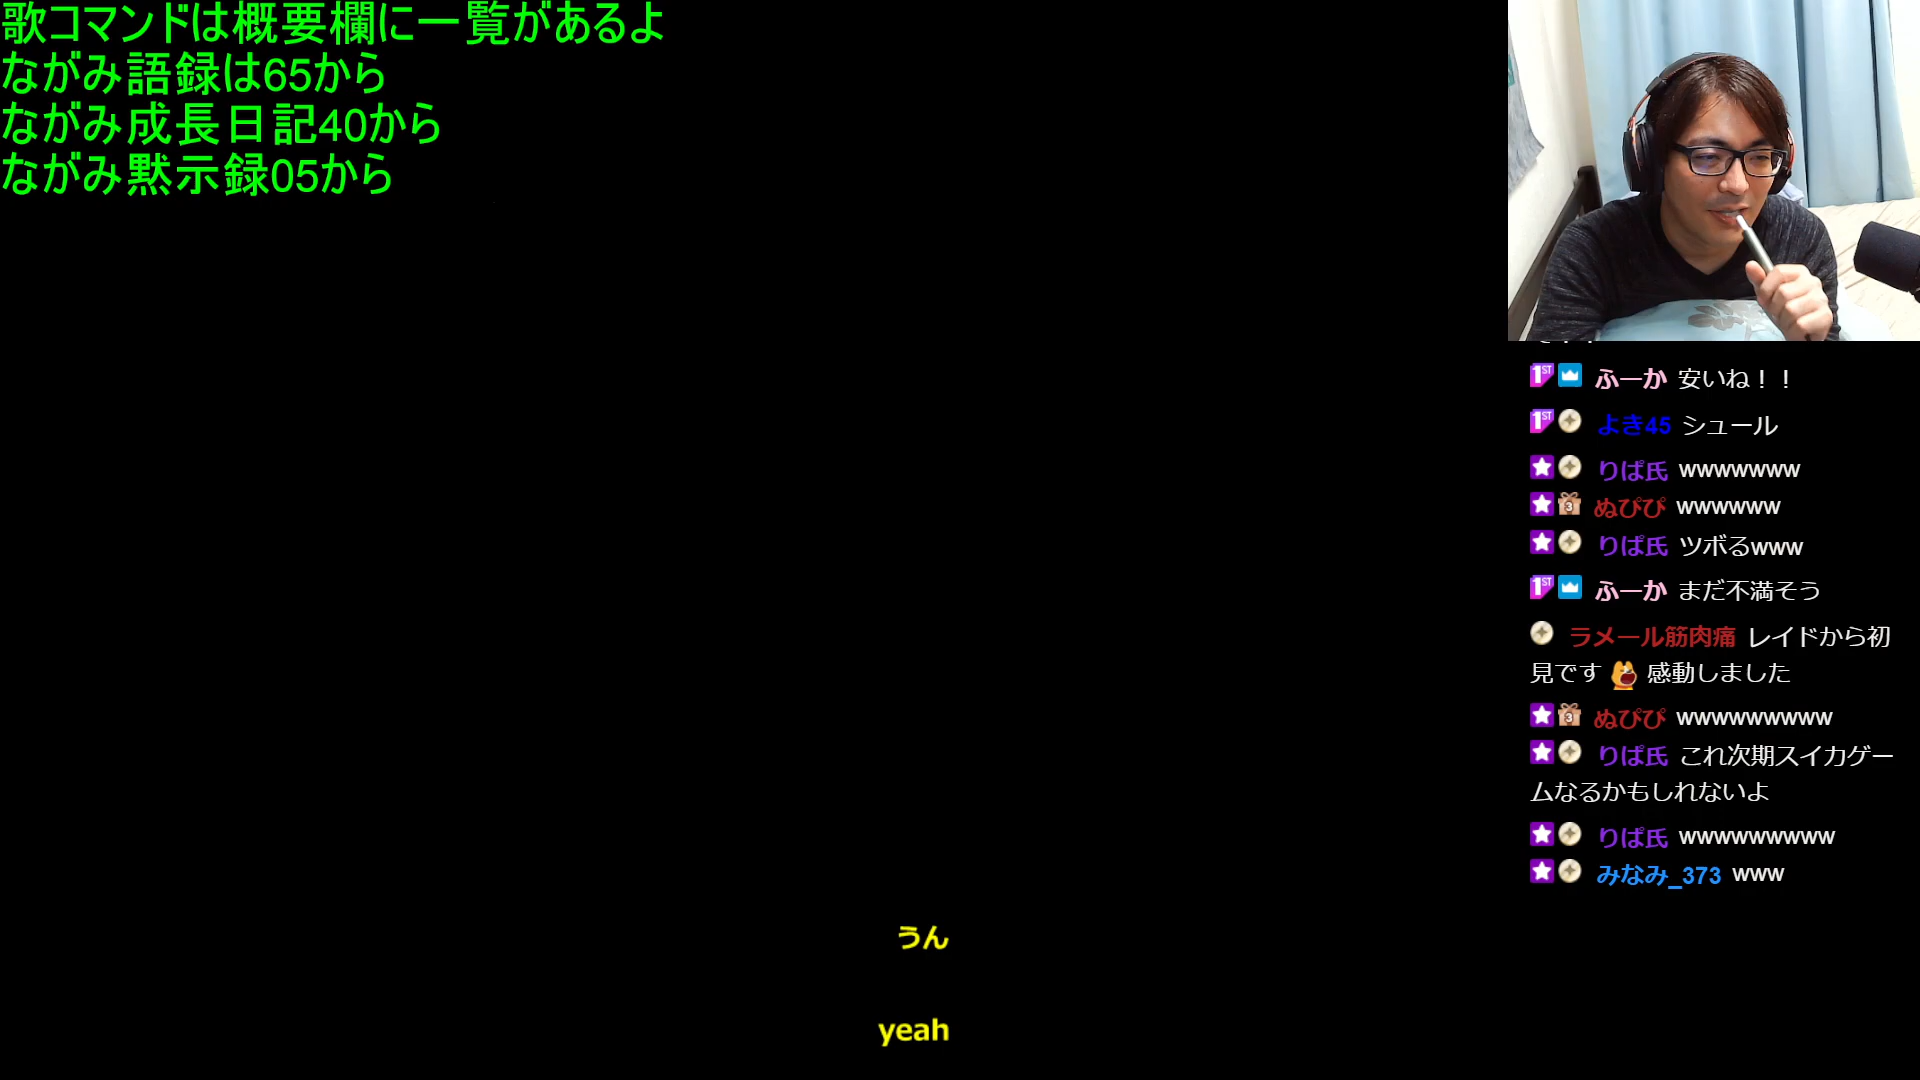 歌コマンドは概要欄に一覧があるよ
ながみ語録は65から
ながみ成長日記40から
ながみ黙示録05から
ふーか 安いね！！
よき45 シュール
りぱ氏 wwwwwww
ぬぴぴ wwwwww
りぱ氏 ツボるwww
ふーか まだ不満そう
ラメール筋肉痛 レイドから初
見です 感動しました
ぬぴぴ wwwwwwwww
りぱ氏 これ次期スイカゲー
ムなるかもしれないよ
りぱ氏 wwwwwwwww
みなみ_373 www
うん
yeah